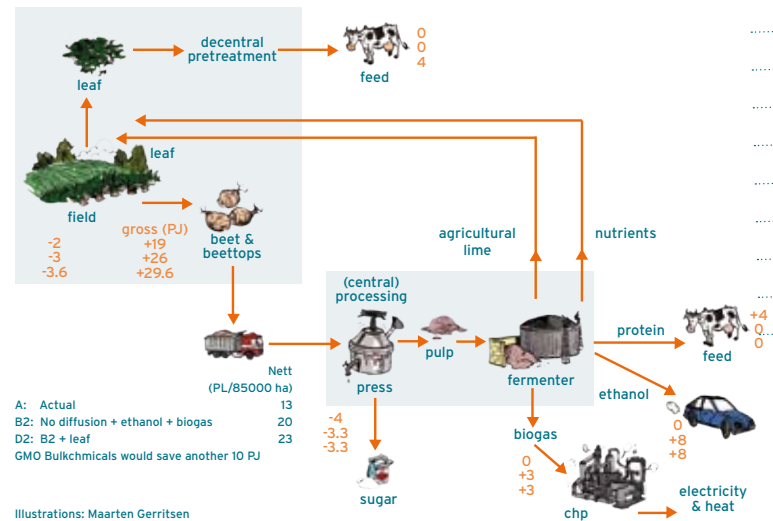 decentral
pretreatment
0
0
4
feed
leaf
leaf
field
gross (PJ)
-2
+19
-3
+26
-3.6
+29.6
beet &
beettops
agricultural
lime
nutrients
(central)
processing
pulp
press
fermenter
protein
+4
0
0
feed
ethanol
0
+8
+8
Nett
(PL/85000 ha)
A: Actual 13
B2: No diffusion + ethanol + biogas 20
D2: B2 + leaf 23
GMO Bulkchmicals would save another 10 PJ
-4
-3.3
-3.3
sugar
biogas
0
+3
+3
chp
electricity
& heat
Illustrations: Maarten Gerritsen